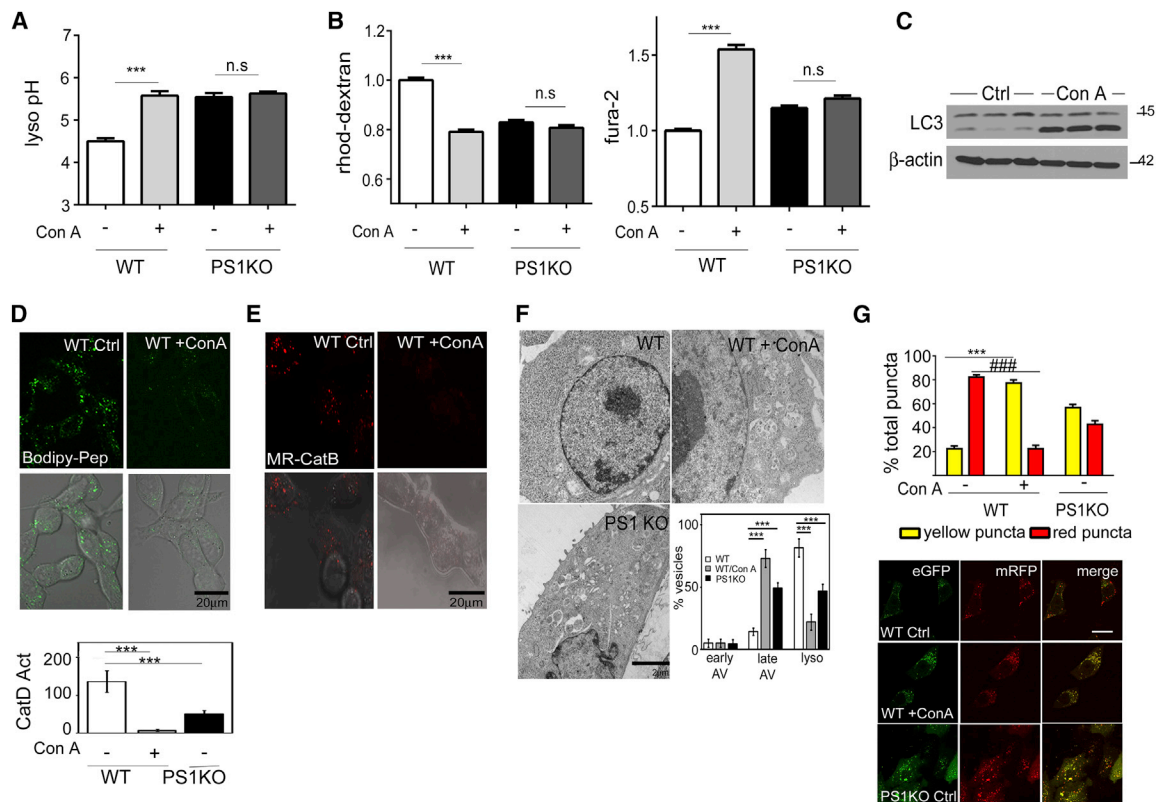 A
lyso pH
6
5
4
3
***
n.s
Con A - + - +
WT PS1KO
B
rhod-dextran
1.2
1.0
0.8
0.6
***
n.s
Con A - + - +
WT PS1KO
fura-2
1.5
1.0
0.5
***
n.s
- + - +
WT PS1KO
C
Ctrl Con A
LC3
-15
β-actin
42
D
WT Ctrl
WT +ConA
Bodipy-Pep
20μm
CatD Act
200
100
0
***
***
Con A - + -
WT PS1KO
E
WT Ctrl
WT +ConA
MR-CatB
20μm
F
WT
WT + ConA
PS1 KO
2μm
% vesicles
100
50
0
*** ***
*** ***
WT
WT/Con A
PS1KO
early AV
late AV
lyso
G
% total puncta
100
80
60
40
20
***
###
Con A - + -
WT PS1KO
yellow puncta red puncta
eGFP mRFP merge
WT Ctrl
WT +ConA
PS1KO Ctrl